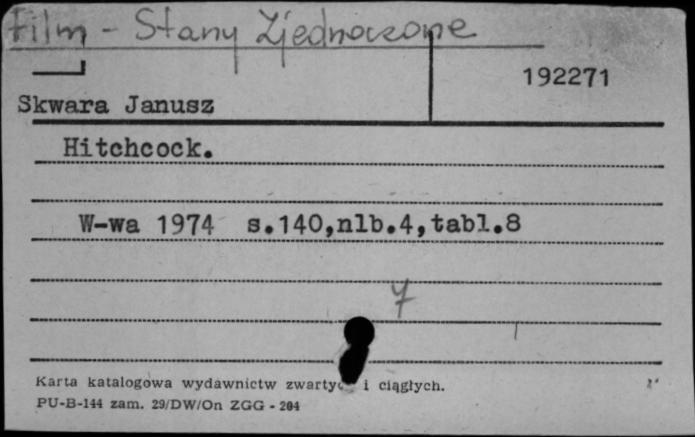 Film - Stany Zjednoczone
192271
Skwara Janusz
Hitchcock.
W-wa 1974 s.140,nlb.4,tabl.8
7
Karta katalogowa wydawnictw i ciągłych.
PU-B-144 zam. 29/DW/On ZGG - 204